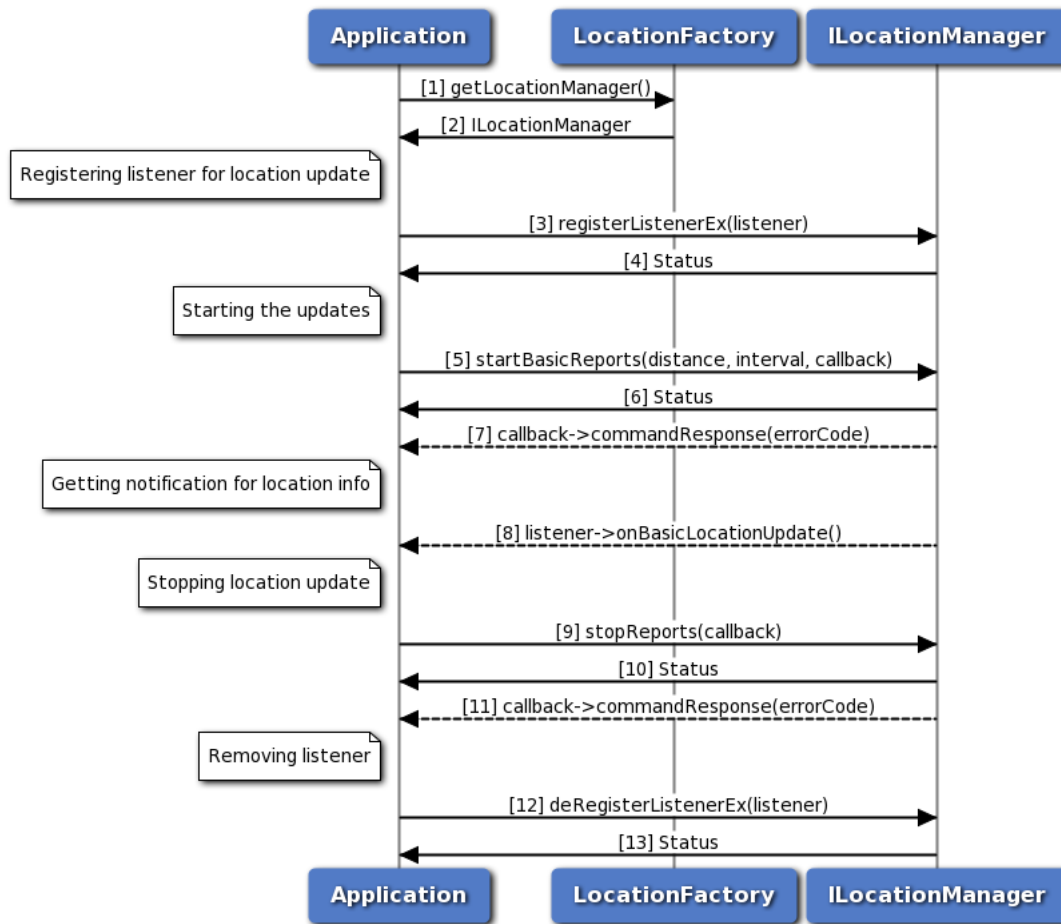 Application
LocationFactory
ILocationManager
[1] getLocationManager()
[2] ILocationManager
Registering listener for location update
[3] registerListenerEx(listener)
[4] Status
Starting the updates
[5] startBasicReports(distance, interval, callback)
[6] Status
[7] callback->commandResponse(errorCode)
Getting notification for location info
[8] listener->onBasicLocationUpdate()
Stopping location update
[9] stopReports(callback)
[10] Status
[11] callback->commandResponse(errorCode)
Removing listener
[12] deRegisterListenerEx(listener)
[13] Status
Application
LocationFactory
ILocationManager